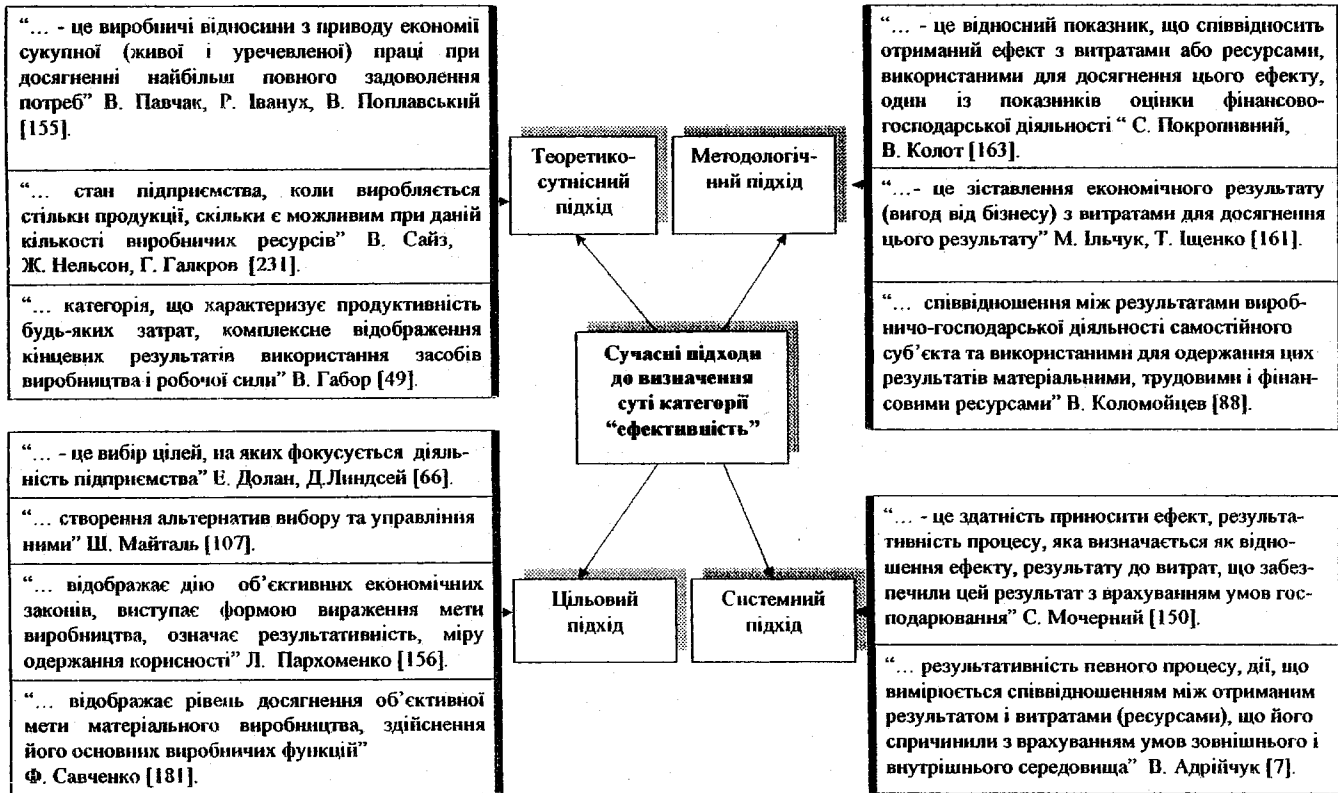 “… - це виробничі відносини з приводу економії
сукупної (живої і уречевленої) праці при
досягненні найбільш повного задоволення
потреб” В. Павчак, Р. Іванух, В. Поплавський
[155].
“… стан підприємства, коли виробляється
стільки продукції, скільки є можливим при даній
кількості виробничих ресурсів” В. Сайз,
Ж. Нельсон, Г. Галкров [231].
“… категорія, що характеризує продуктивність
будь-яких затрат, комплексне відображення
кінцевих результатів використання засобів
виробництва і робочої сили” В. Габор [49].
“… - це вибір цілей, на яких фокусується діяль-
ність підприємства” Е. Долан, Д.Линдсей [66].
“… створення альтернатив вибору та управління
ними” Ш. Майталь [107].
“… відображає дію об’єктивних економічних
законів, виступає формою вираження мети
виробництва, означає результативність, міру
одержання корисності” Л. Пархоменко [156].
“… відображає рівень досягнення об’єктивної
мети матеріального виробництва, здійснення
його основних виробничих функцій”
Ф. Савченко [181].
Теоретико-
сутнісний
підхід
Методологіч-
ний підхід
Сучасні підходи
до визначення
суті категорії
“ефективність”
Цільовий
підхід
Системний
підхід
“… - це відносний показник, що співвідносить
отриманий ефект з витратами або ресурсами,
використаними для досягнення цього ефекту,
один із показників оцінки фінансово-
господарської діяльності “ С. Покропивний,
В. Колот [163].
“…- це зіставлення економічного результату
(вигод від бізнесу) з витратами для досягнення
цього результату” М. Ільчук, Т. Іщенко [161].
“… співвідношення між результатами вироб-
ничо-господарської діяльності самостійного
суб’єкта та використаними для одержання цих
результатів матеріальними, трудовими і фінан-
совими ресурсами” В. Коломойцев [88].
“… - це здатність приносити ефект, результа-
тивність процесу, яка визначається як відно-
шення ефекту, результату до витрат, що забез-
печили цей результат з врахуванням умов гос-
подарювання” С. Мочерний [150].
“… результативність певного процесу, дії, що
вимірюється співвідношенням між отриманим
результатом і витратами (ресурсами), що його
спричинили з врахуванням умов зовнішнього і
внутрішнього середовища” В. Адрійчук [7].